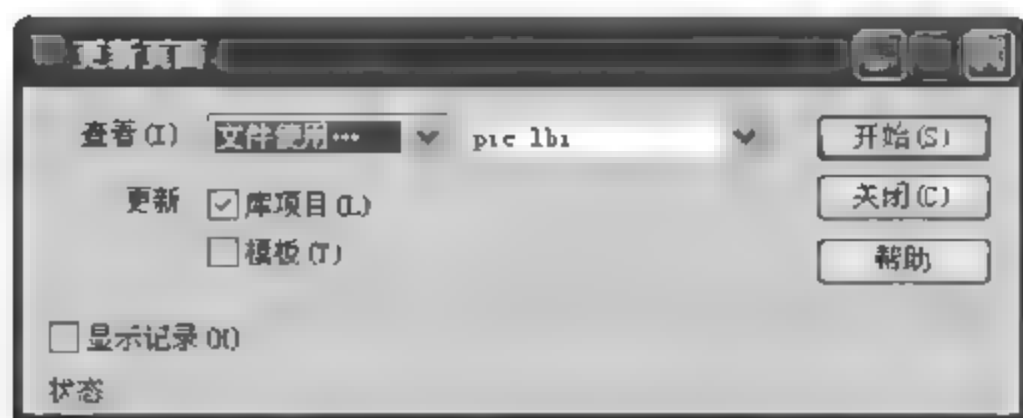 更新页面
查看(I) 文件使用… pic lbi 开始(S)
更新 库项目(L) 关闭(C)
模板(T) 帮助
显示记录(H)
状态